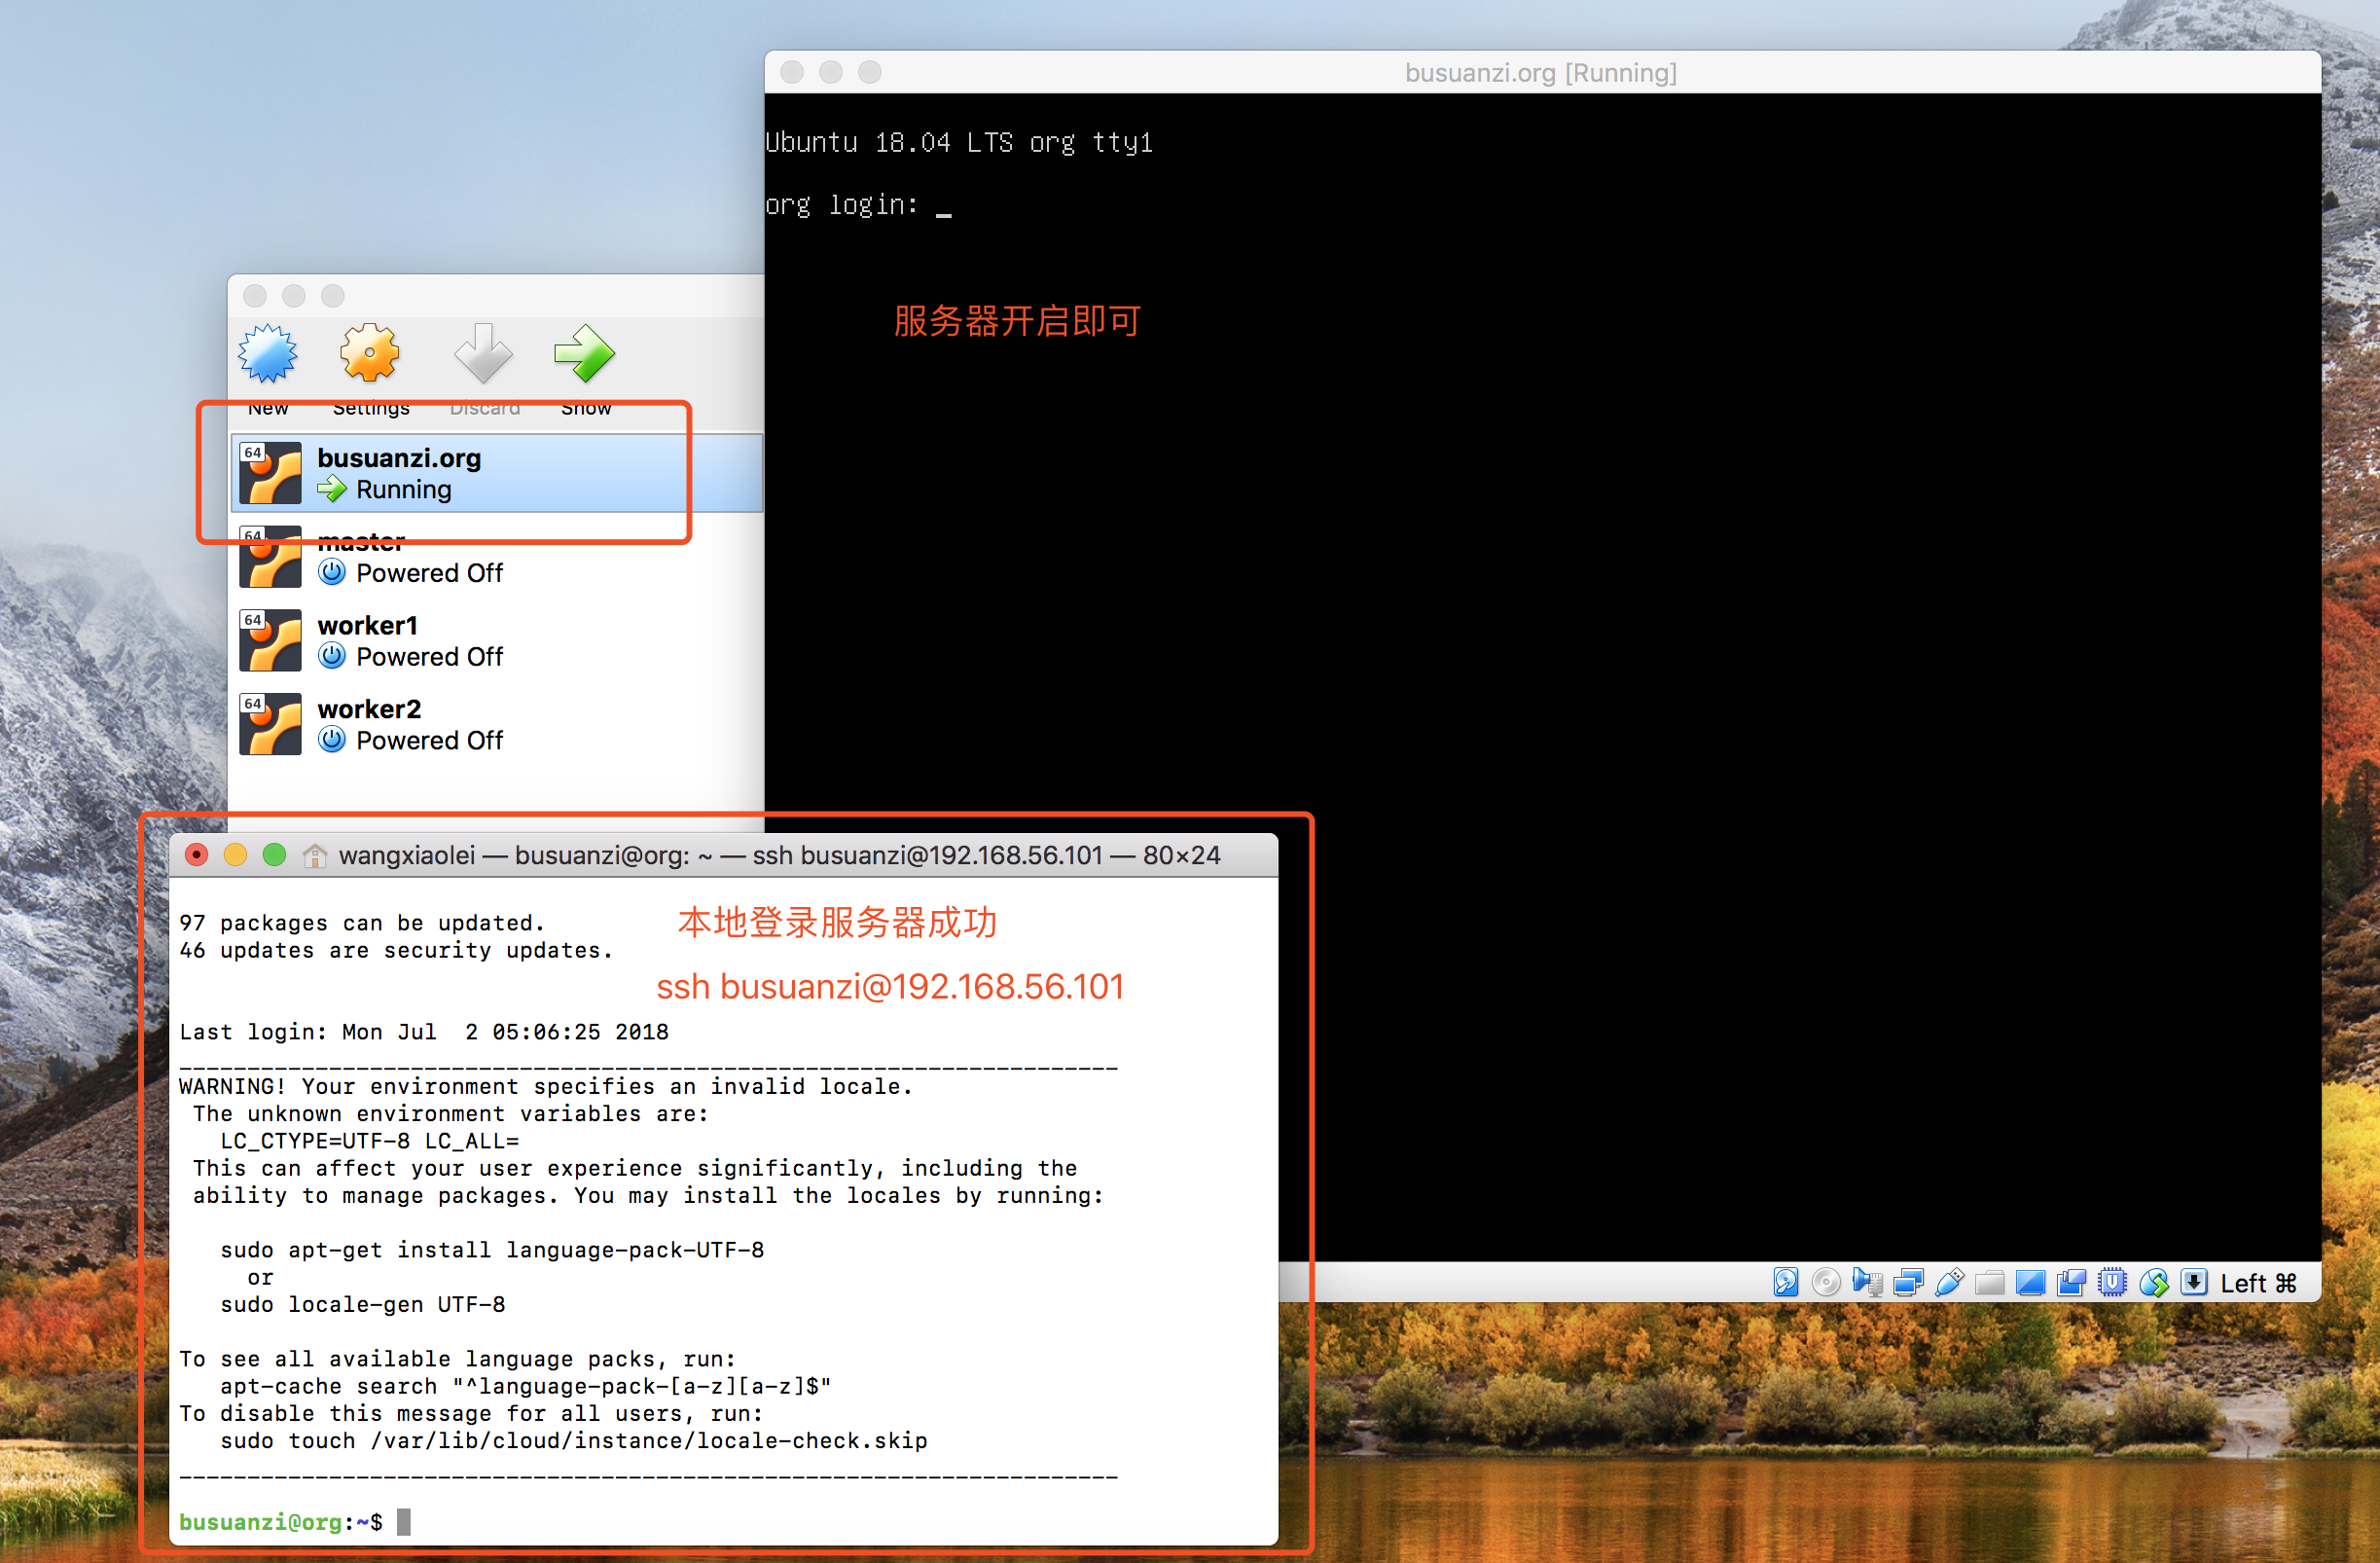 busuanzi.org [Running]
Ubuntu 18.04 LTS org tty1
org login: _
服务器开启即可
New Settings Discard Show
64
busuanzi.org
Running
64
master
Powered Off
64
worker1
Powered Off
64
worker2
Powered Off
wangxiaolei — busuanzi@org: ~ — ssh busuanzi@192.168.56.101 — 80×24
97 packages can be updated.
46 updates are security updates.
本地登录服务器成功
ssh busuanzi@192.168.56.101
Last login: Mon Jul  2 05:06:25 2018
_____________________________________________________________________
WARNING! Your environment specifies an invalid locale.
 The unknown environment variables are:
   LC_CTYPE=UTF-8 LC_ALL=
 This can affect your user experience significantly, including the
 ability to manage packages. You may install the locales by running:
   sudo apt-get install language-pack-UTF-8
     or
   sudo locale-gen UTF-8
To see all available language packs, run:
   apt-cache search "^language-pack-[a-z][a-z]$"
To disable this message for all users, run:
   sudo touch /var/lib/cloud/instance/locale-check.skip
_____________________________________________________________________
busuanzi@org:~$
Left ⌘